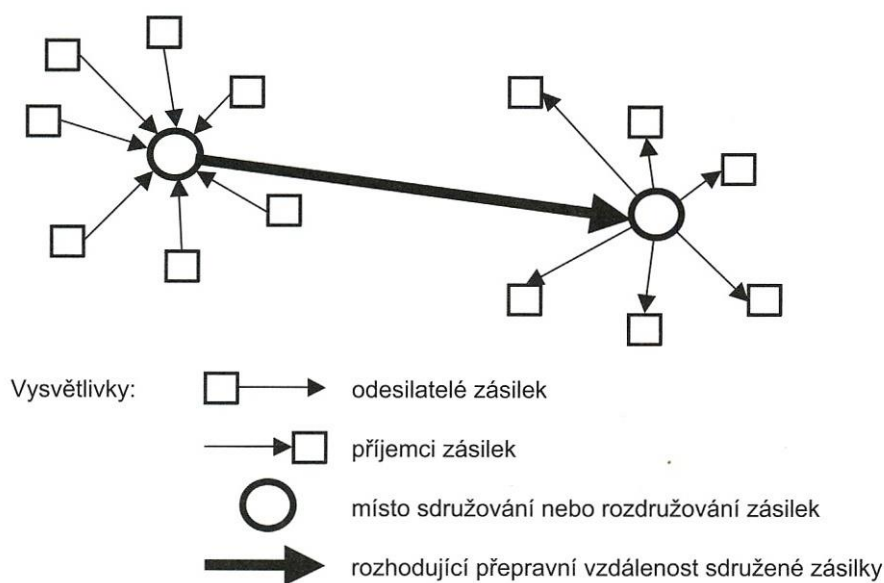 Vysvětlivky:
odesilatelé zásilek
příjemci zásilek
místo sdružování nebo rozdružování zásilek
rozhodující přepravní vzdálenost sdružené zásilky